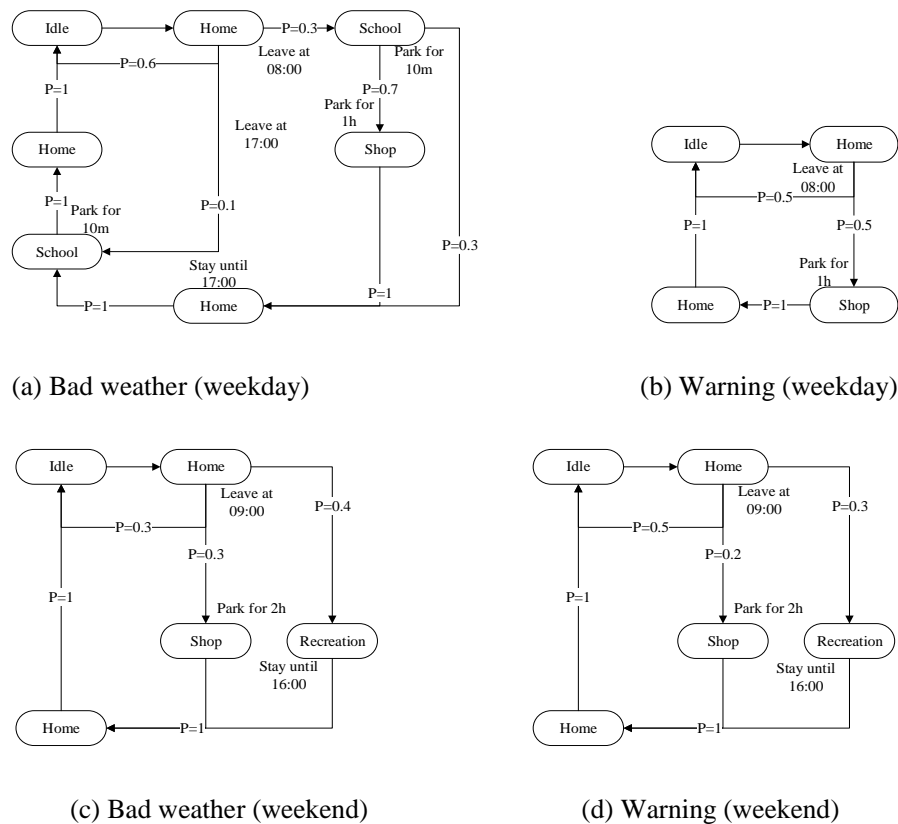 Idle
Home
P=0.3
School
Leave at
08:00
Park for
10m
P=0.6
P=1
P=0.7
Park for
1h
Leave at
17:00
Home
Shop
P=1
Park for
10m
P=0.1
School
Stay until
17:00
P=0.3
P=1
Home
P=1
Idle
Home
Leave at
08:00
P=0.5
P=1
P=0.5
Park for
1h
Home
P=1
Shop
(a) Bad weather (weekday)
(b) Warning (weekday)
Idle
Home
Leave at
09:00
P=0.4
P=0.3
P=0.3
P=1
Park for 2h
Shop
Recreation
Stay until
16:00
Home
P=1
Idle
Home
Leave at
09:00
P=0.3
P=0.5
P=0.2
P=1
Park for 2h
Shop
Recreation
Stay until
16:00
Home
P=1
(c) Bad weather (weekend)
(d) Warning (weekend)